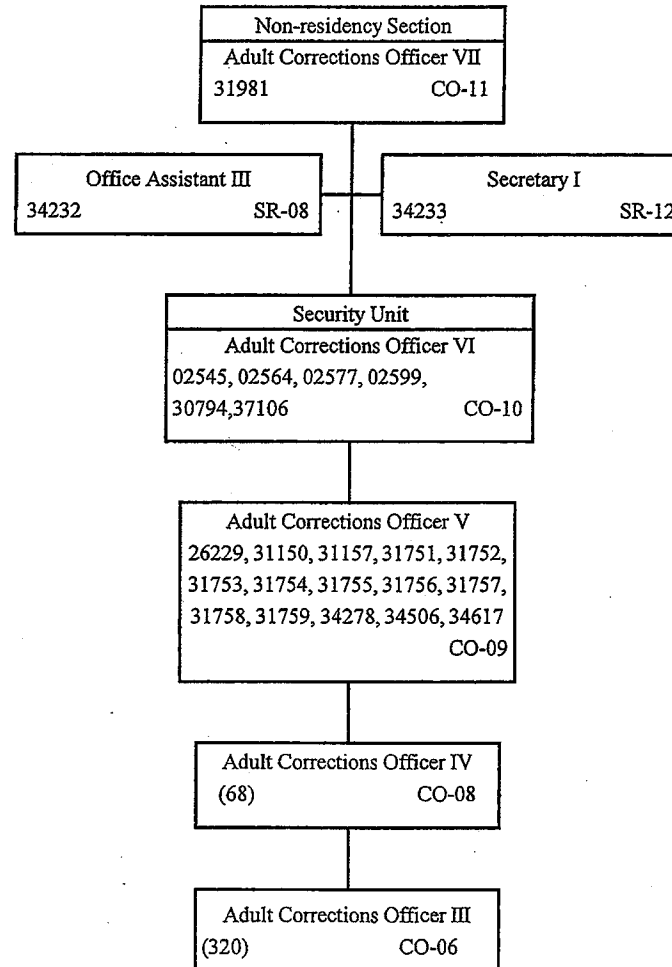 Non-residency Section
Adult Corrections Officer VII
31981 CO-11
Office Assistant III
34232 SR-08
Secretary I
34233 SR-12
Security Unit
Adult Corrections Officer VI
02545, 02564, 02577, 02599,
30794,37106 CO-10
Adult Corrections Officer V
26229, 31150, 31157, 31751, 31752,
31753, 31754, 31755, 31756, 31757,
31758, 31759, 34278, 34506, 34617
CO-09
Adult Corrections Officer IV
(68) CO-08
Adult Corrections Officer III
(320) CO-06